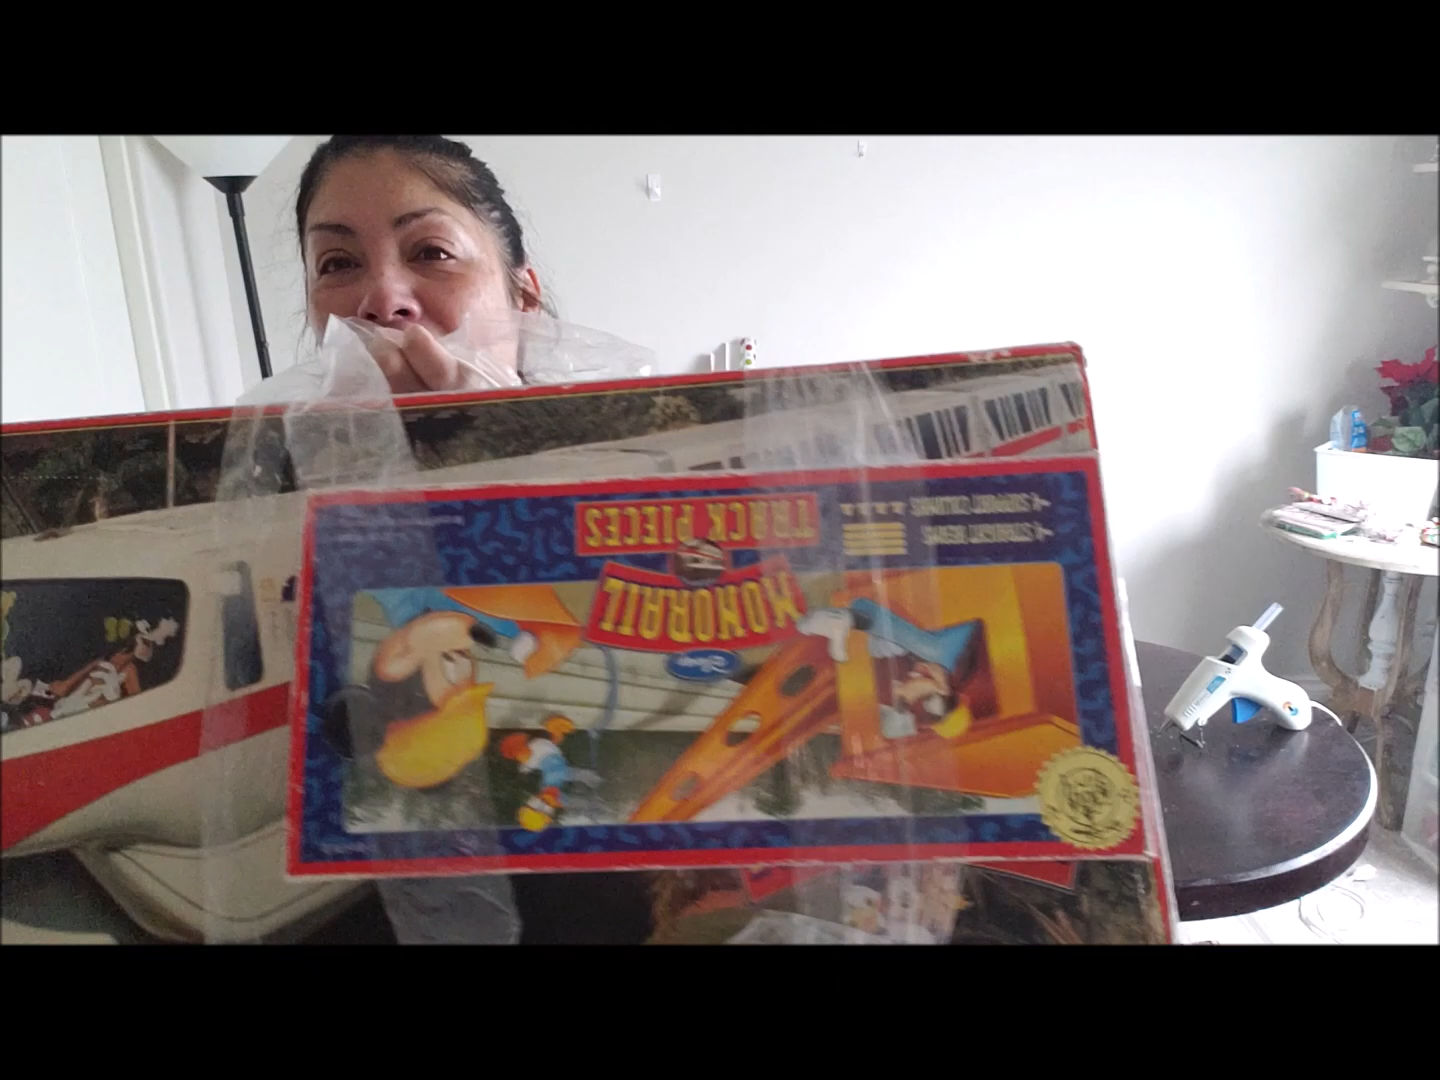 Disney
MONORAIL
TRACK PIECES
•4 STRAIGHT BEAMS
•4 SUPPORT COLUMNS